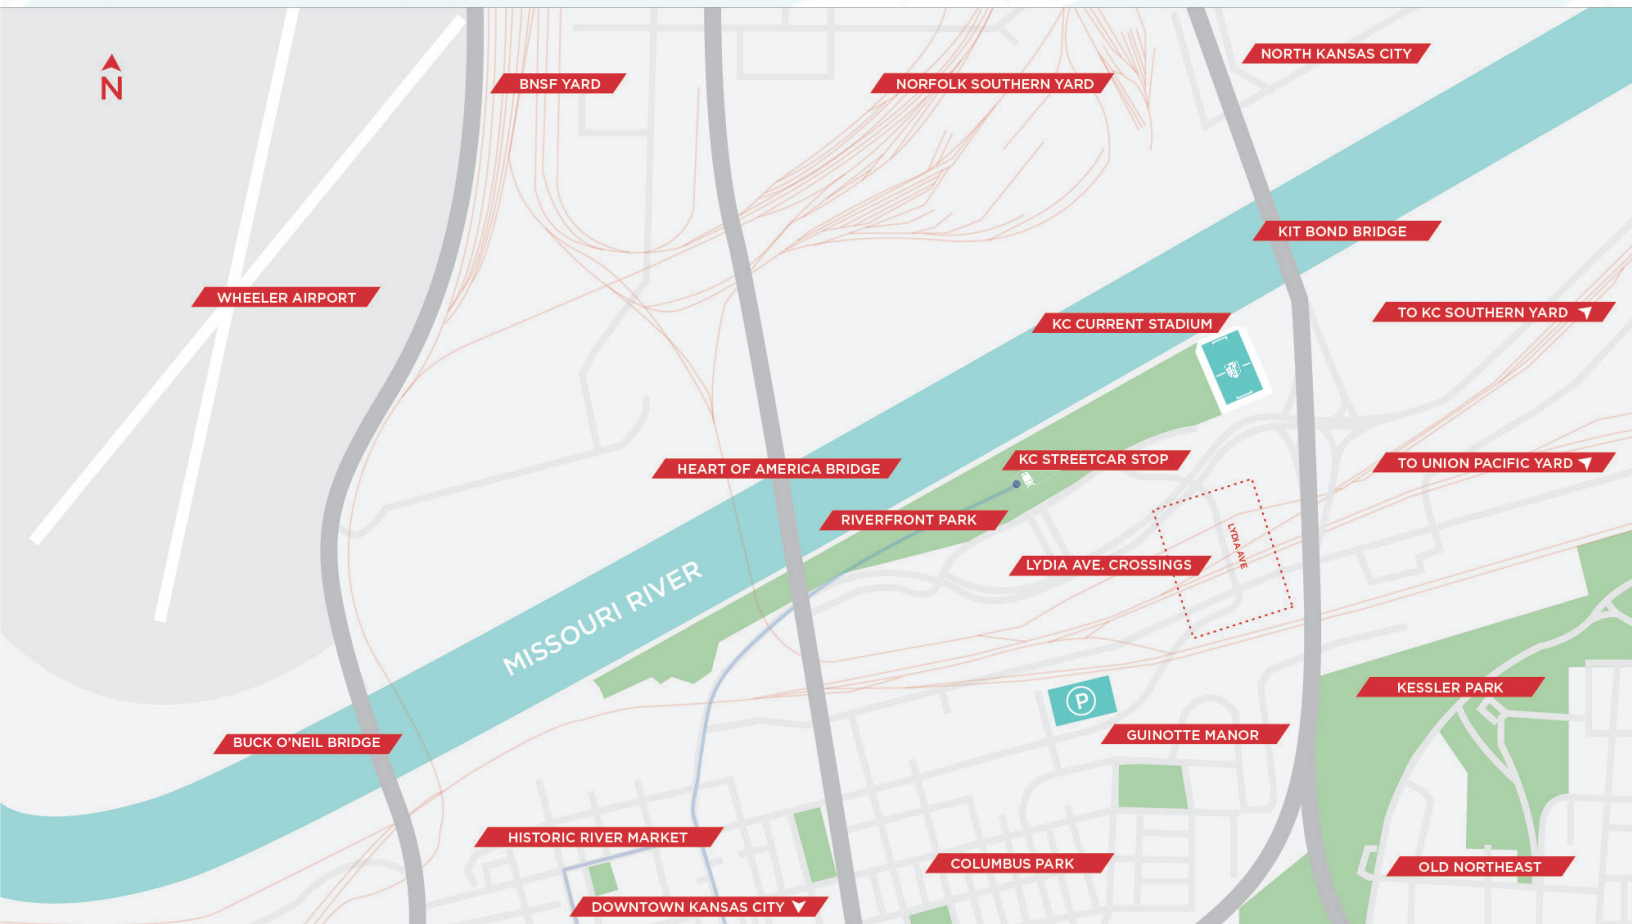 NORTH KANSAS CITY
N
BNSF YARD
NORFOLK SOUTHERN YARD
KIT BOND BRIDGE
WHEELER AIRPORT
TO KC SOUTHERN YARD
KC CURRENT STADIUM
KC STREETCAR STOP
TO UNION PACIFIC YARD
HEART OF AMERICA BRIDGE
RIVERFRONT PARK
LYDIA AVE
LYDIA AVE. CROSSINGS
MISSOURI RIVER
KESSLER PARK
P
GUINOTTE MANOR
BUCK O'NEIL BRIDGE
HISTORIC RIVER MARKET
COLUMBUS PARK
OLD NORTHEAST
DOWNTOWN KANSAS CITY